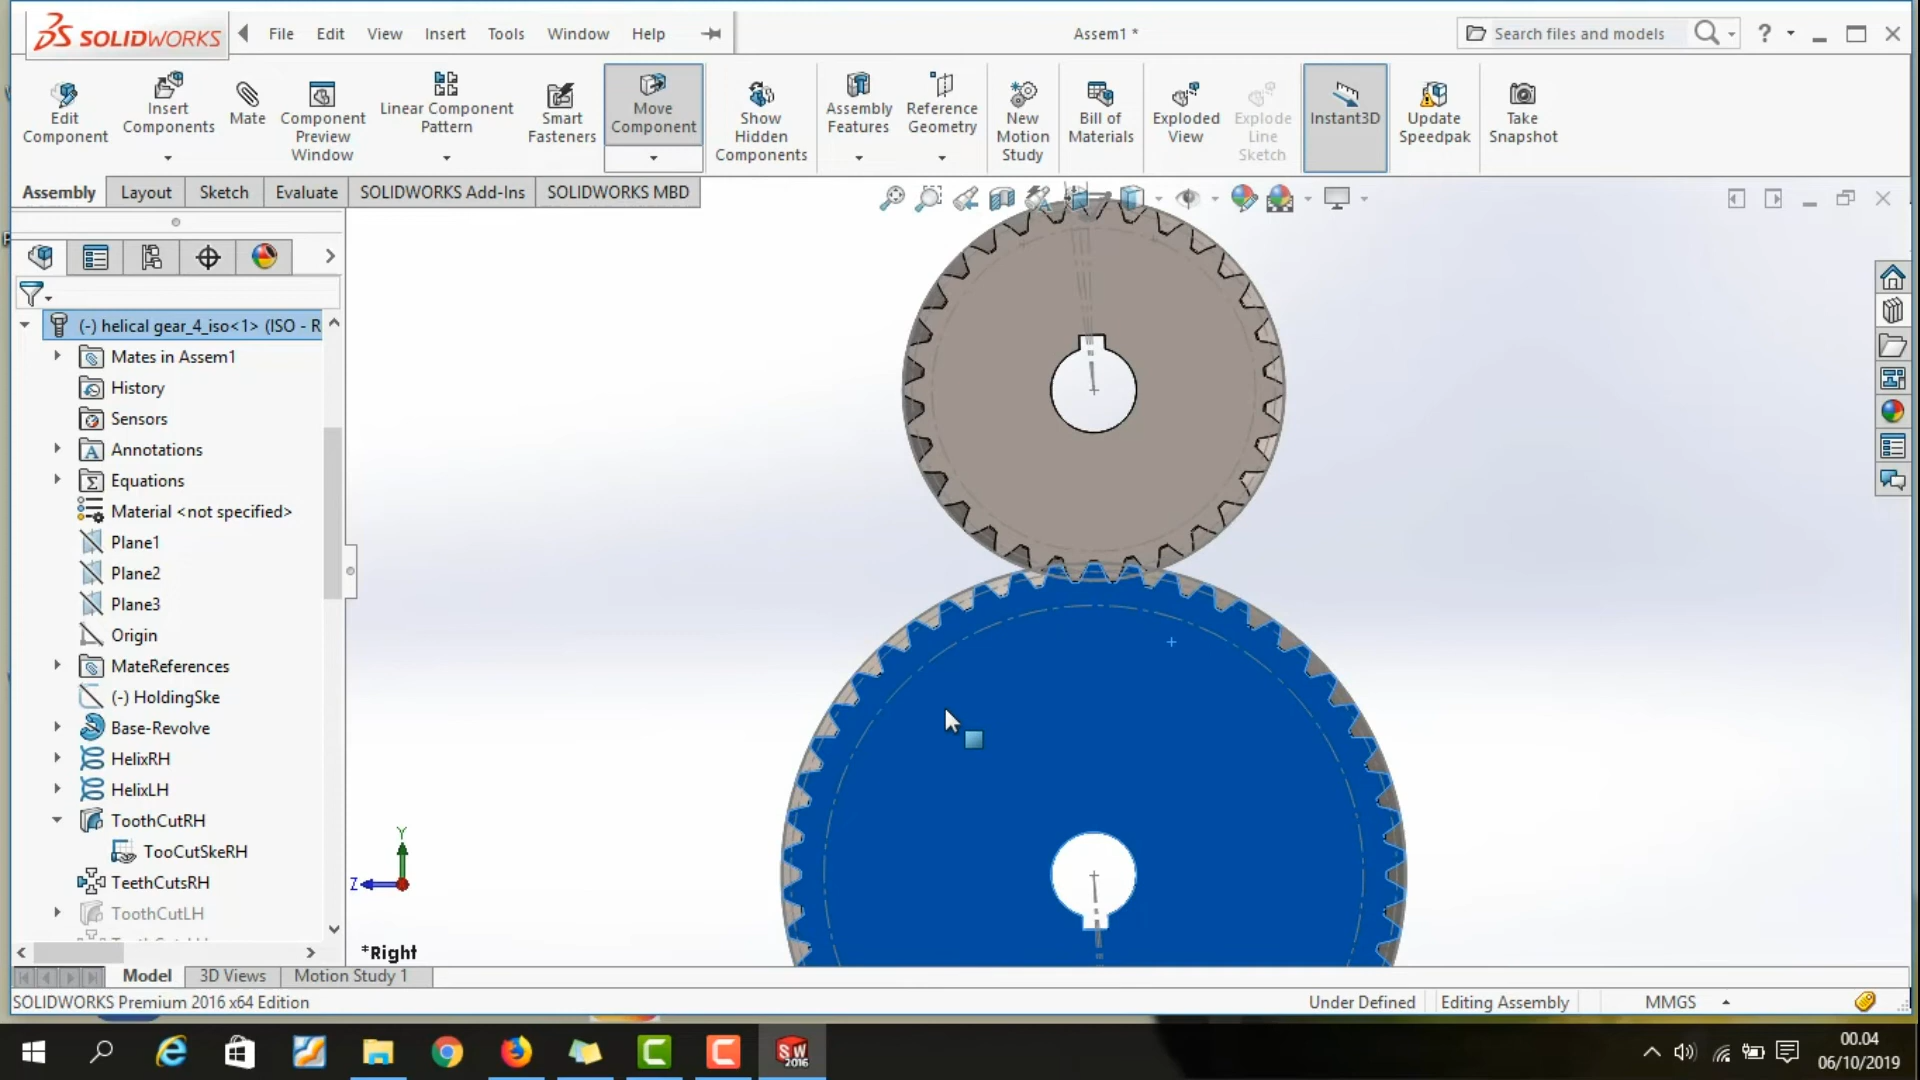 SOLIDWORKS File Edit View Insert Tools Window Help Assem1 * Search files and models ?
Edit Component
Insert Components
Mate
Component Preview Window
Linear Component Pattern
Smart Fasteners
Move Component
Show Hidden Components
Assembly Features
Reference Geometry
New Motion Study
Bill of Materials
Exploded View
Explode Line Sketch
Instant3D
Update Speedpak
Take Snapshot
Assembly Layout Sketch Evaluate SOLIDWORKS Add-Ins SOLIDWORKS MBD
(-) helical gear_4_iso<1> (ISO - R
Mates in Assem1
History
Sensors
Annotations
Equations
Material <not specified>
Plane1
Plane2
Plane3
Origin
MateReferences
(-) HoldingSke
Base-Revolve
HelixRH
HelixLH
ToothCutRH
TooCutSkeRH
TeethCutsRH
ToothCutLH
Y
Z
*Right
Model 3D Views Motion Study 1
SOLIDWORKS Premium 2016 x64 Edition Under Defined Editing Assembly MMGS
SW 2016
00.04
06/10/2019